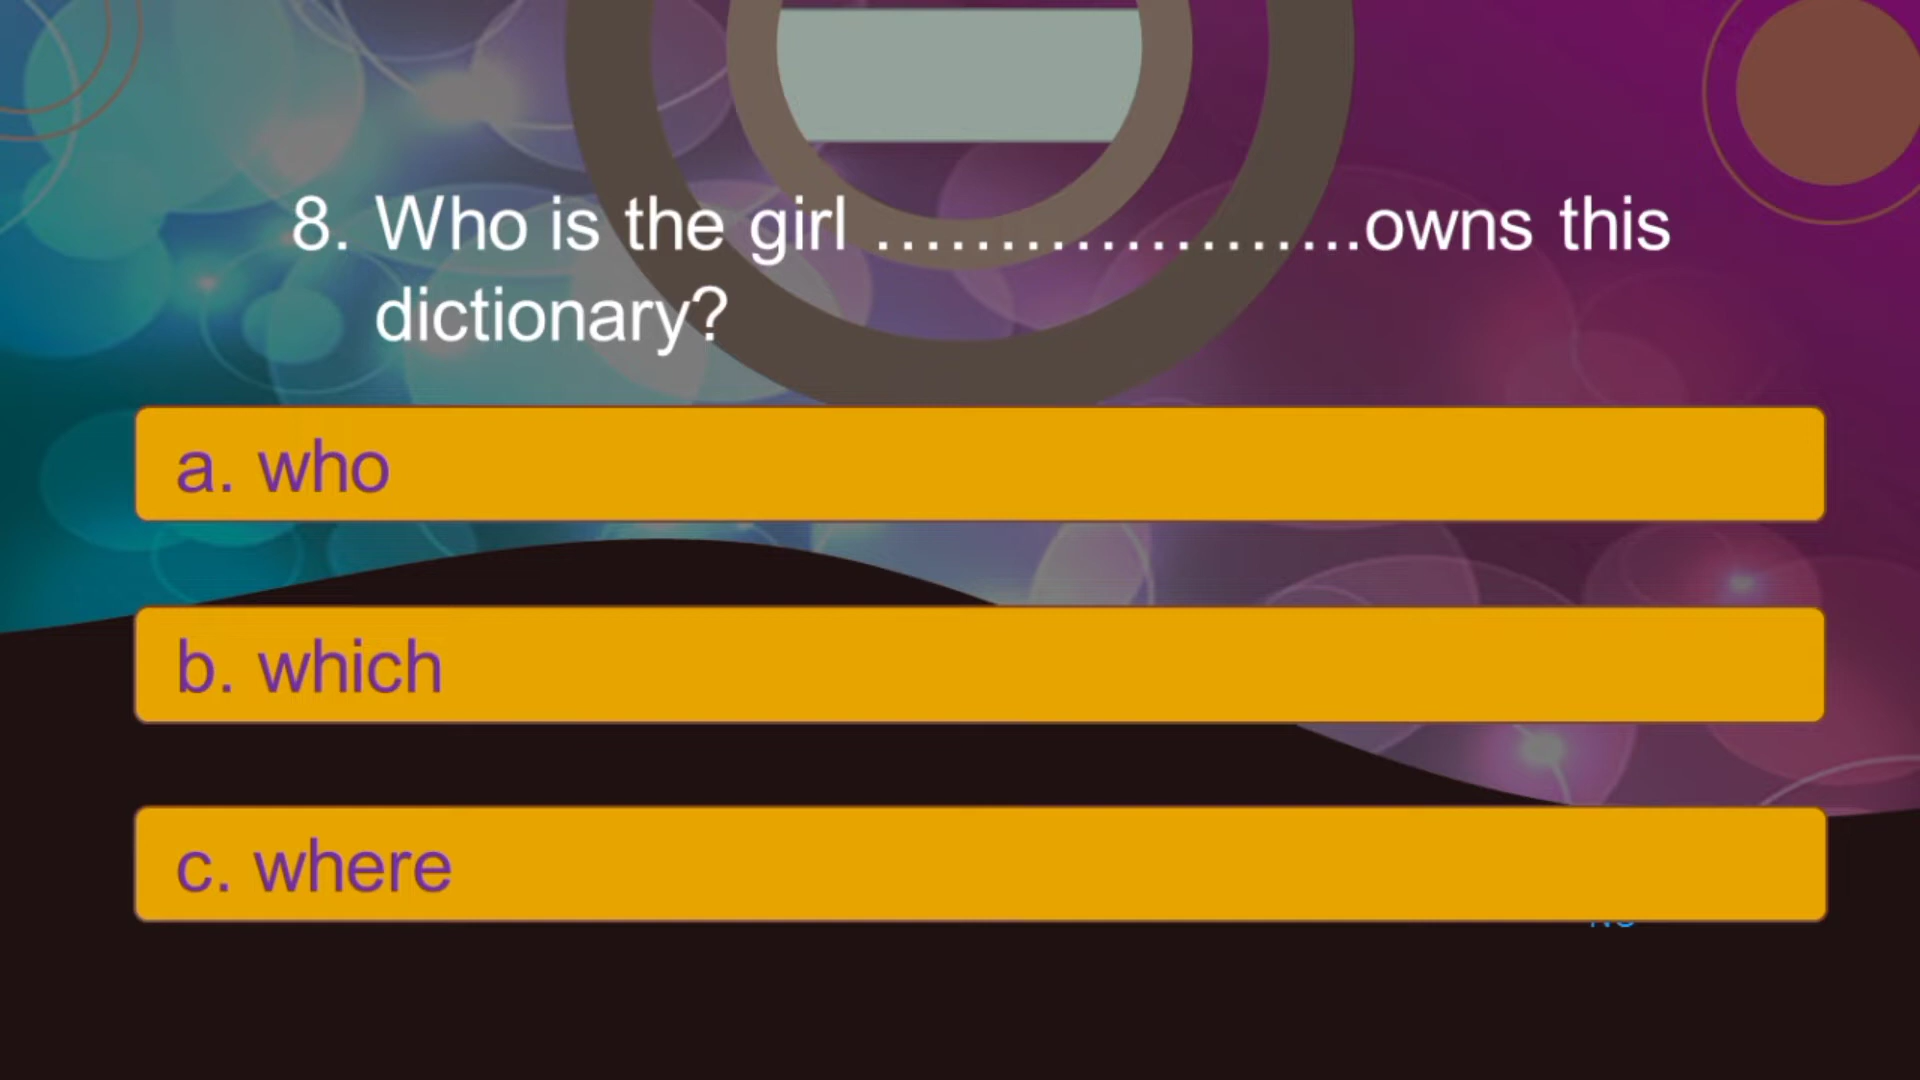 8. Who is the girl ………………..owns this
dictionary?
a. who
b. which
c. where